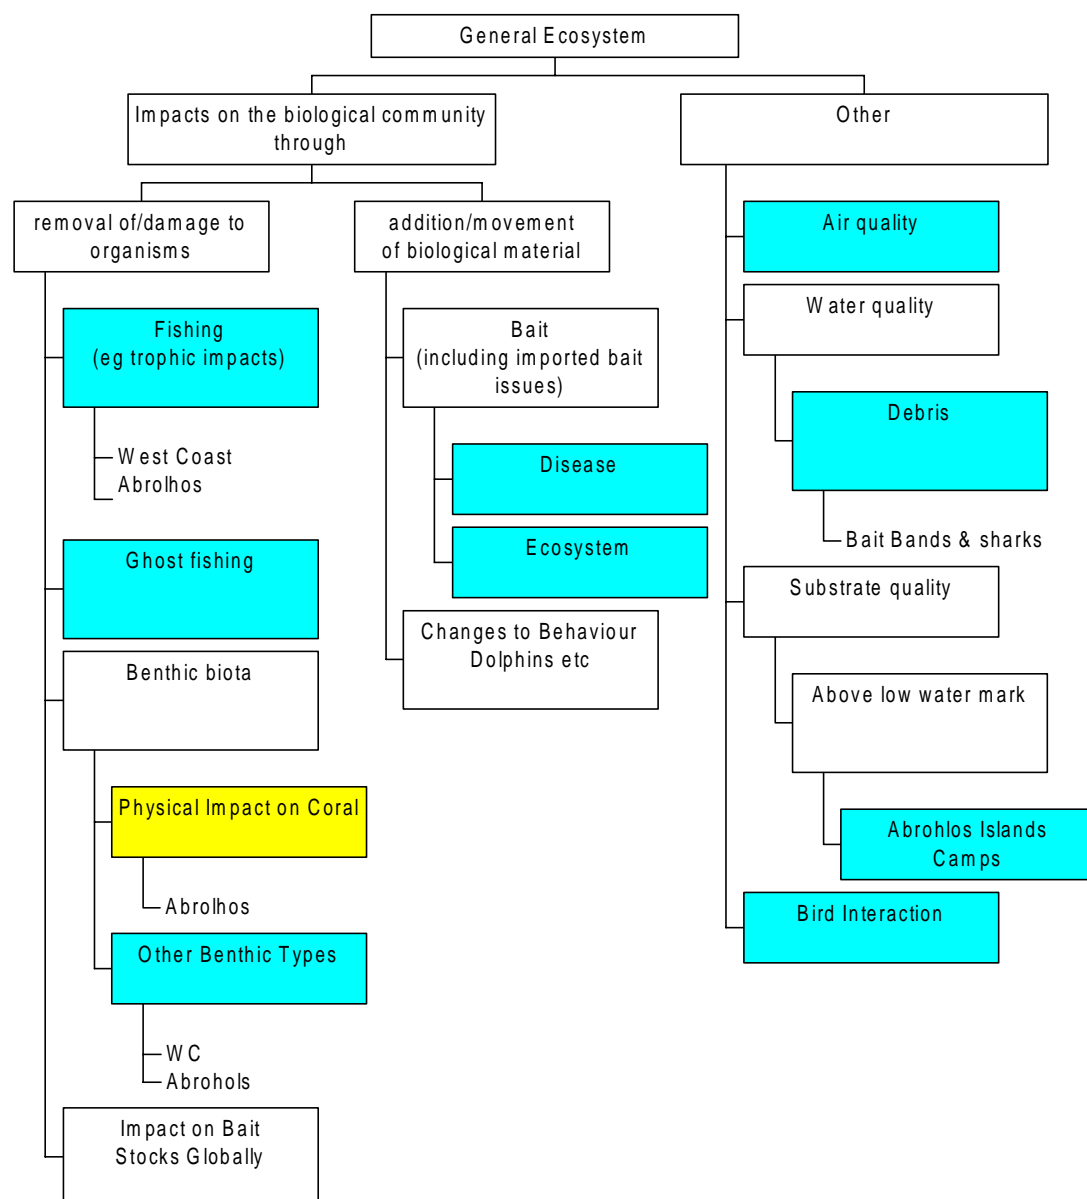 General Ecosystem
Impacts on the biological community
through
Other
removal of/damage to
organisms
addition/movement
of biological material
Air quality
Water quality
Fishing
(eg trophic impacts)
Bait
(including imported bait
issues)
Debris
West Coast
Abrolhos
Disease
Ecosystem
Bait Bands & sharks
Ghost fishing
Substrate quality
Changes to Behaviour
Dolphins etc
Benthic biota
Above low water mark
Physical Impact on Coral
Abrohlos Islands
Camps
Abrolhos
Bird Interaction
Other Benthic Types
WC
Abrohols
Impact on Bait
Stocks Globally